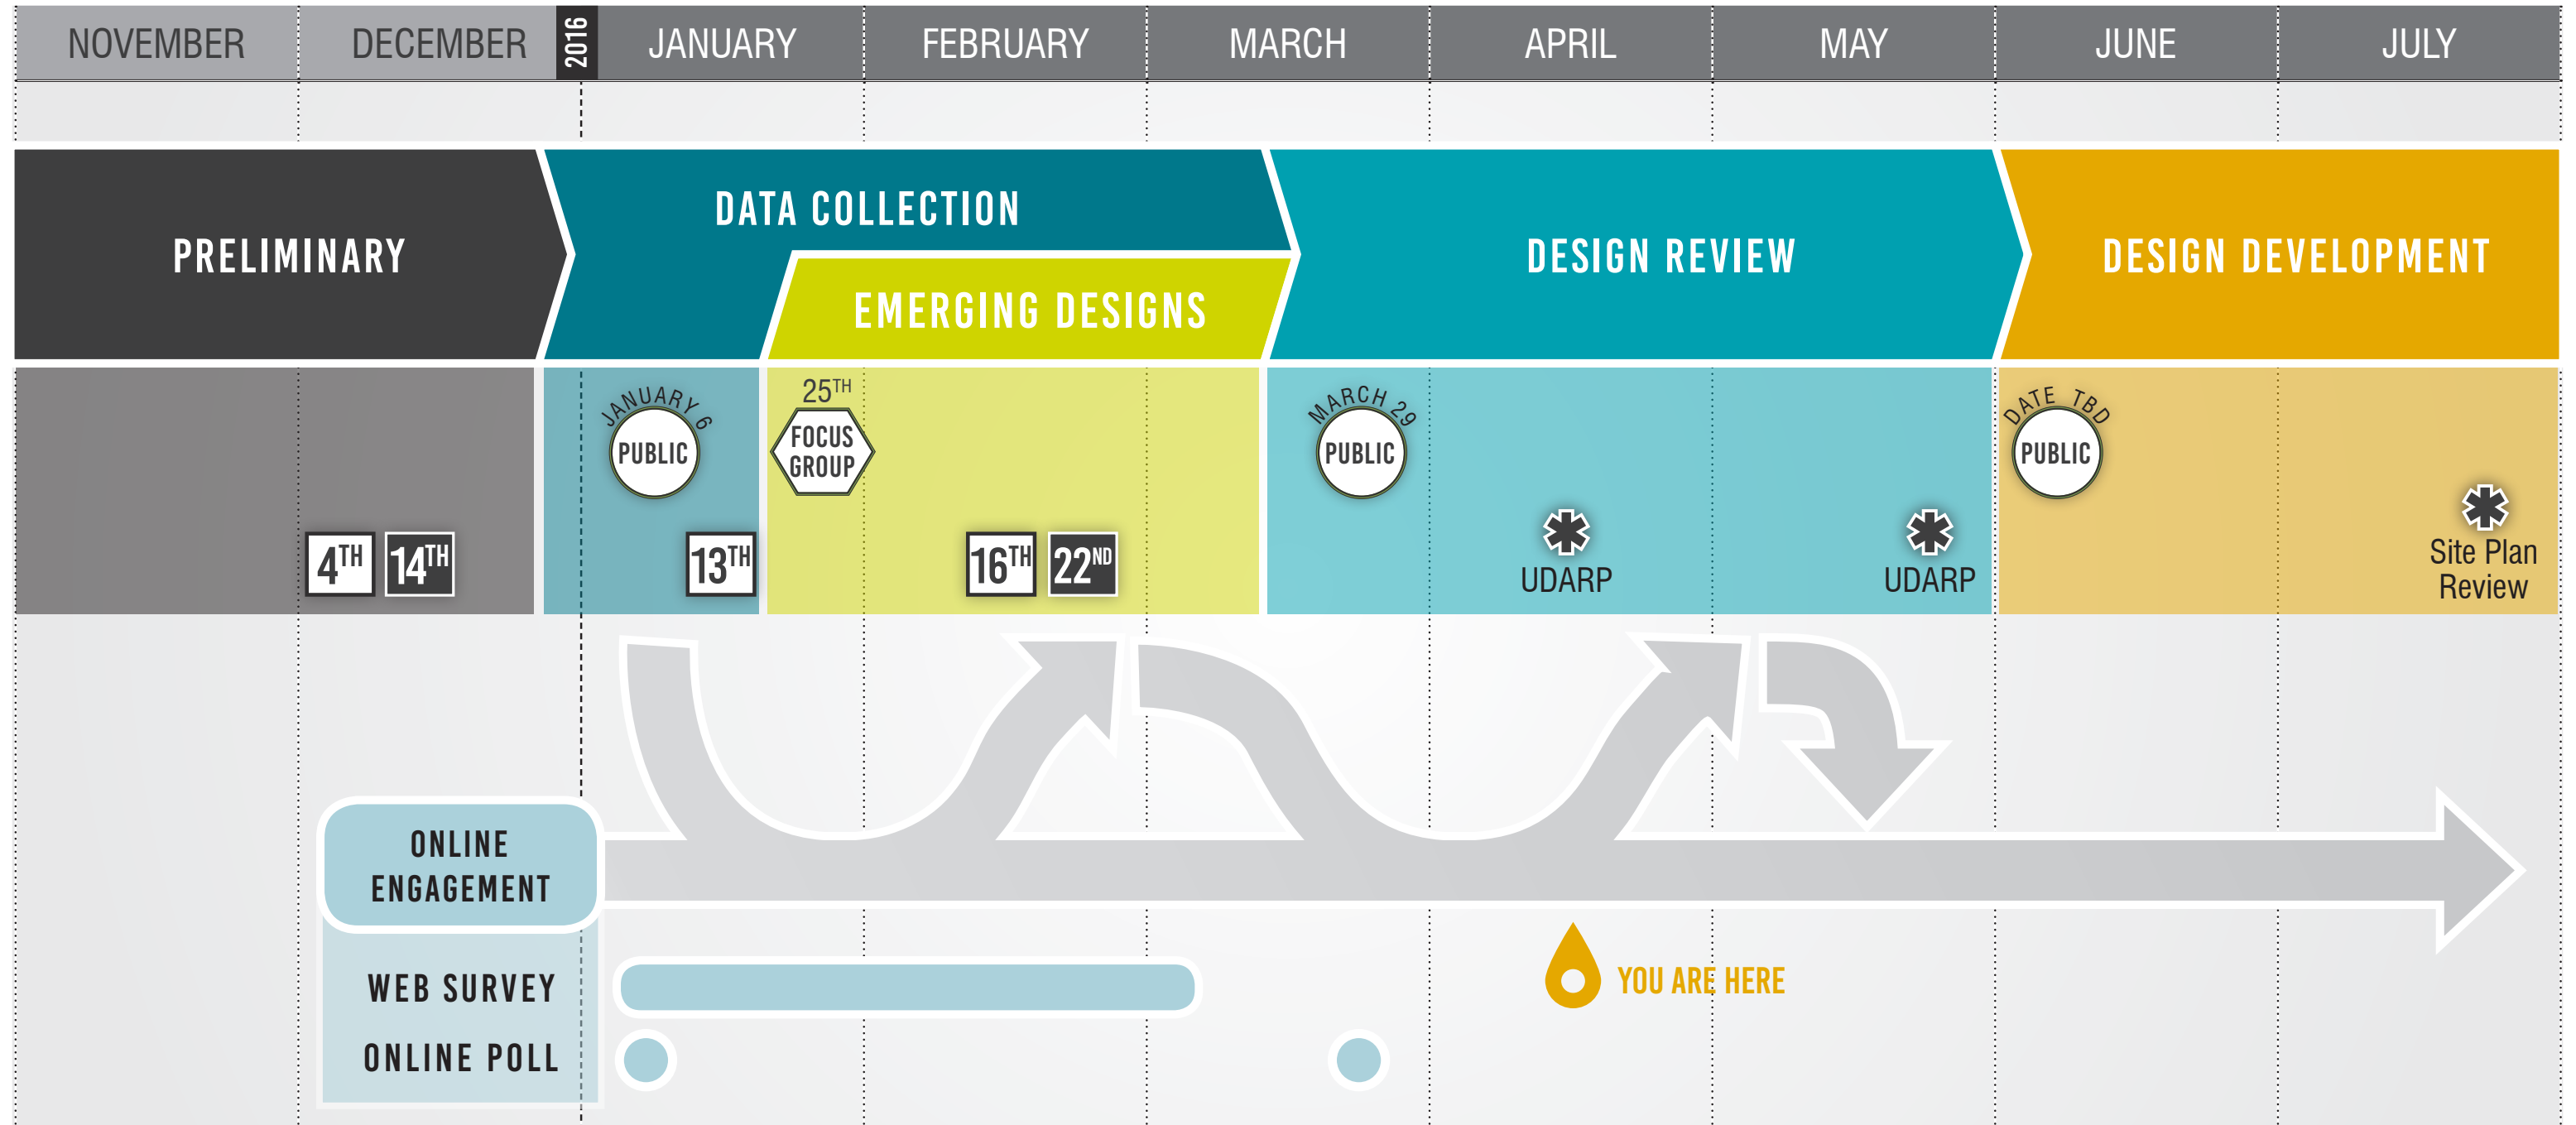 NOVEMBER
DECEMBER
2016
JANUARY
FEBRUARY
MARCH
APRIL
MAY
JUNE
JULY
PRELIMINARY
DATA COLLECTION
EMERGING DESIGNS
DESIGN REVIEW
DESIGN DEVELOPMENT
JANUARY 6
PUBLIC
25TH
FOCUS
GROUP
MARCH 29
PUBLIC
DATE TBD
PUBLIC
4TH
14TH
13TH
16TH
22ND
UDARP
UDARP
Site Plan
Review
ONLINE
ENGAGEMENT
WEB SURVEY
YOU ARE HERE
ONLINE POLL